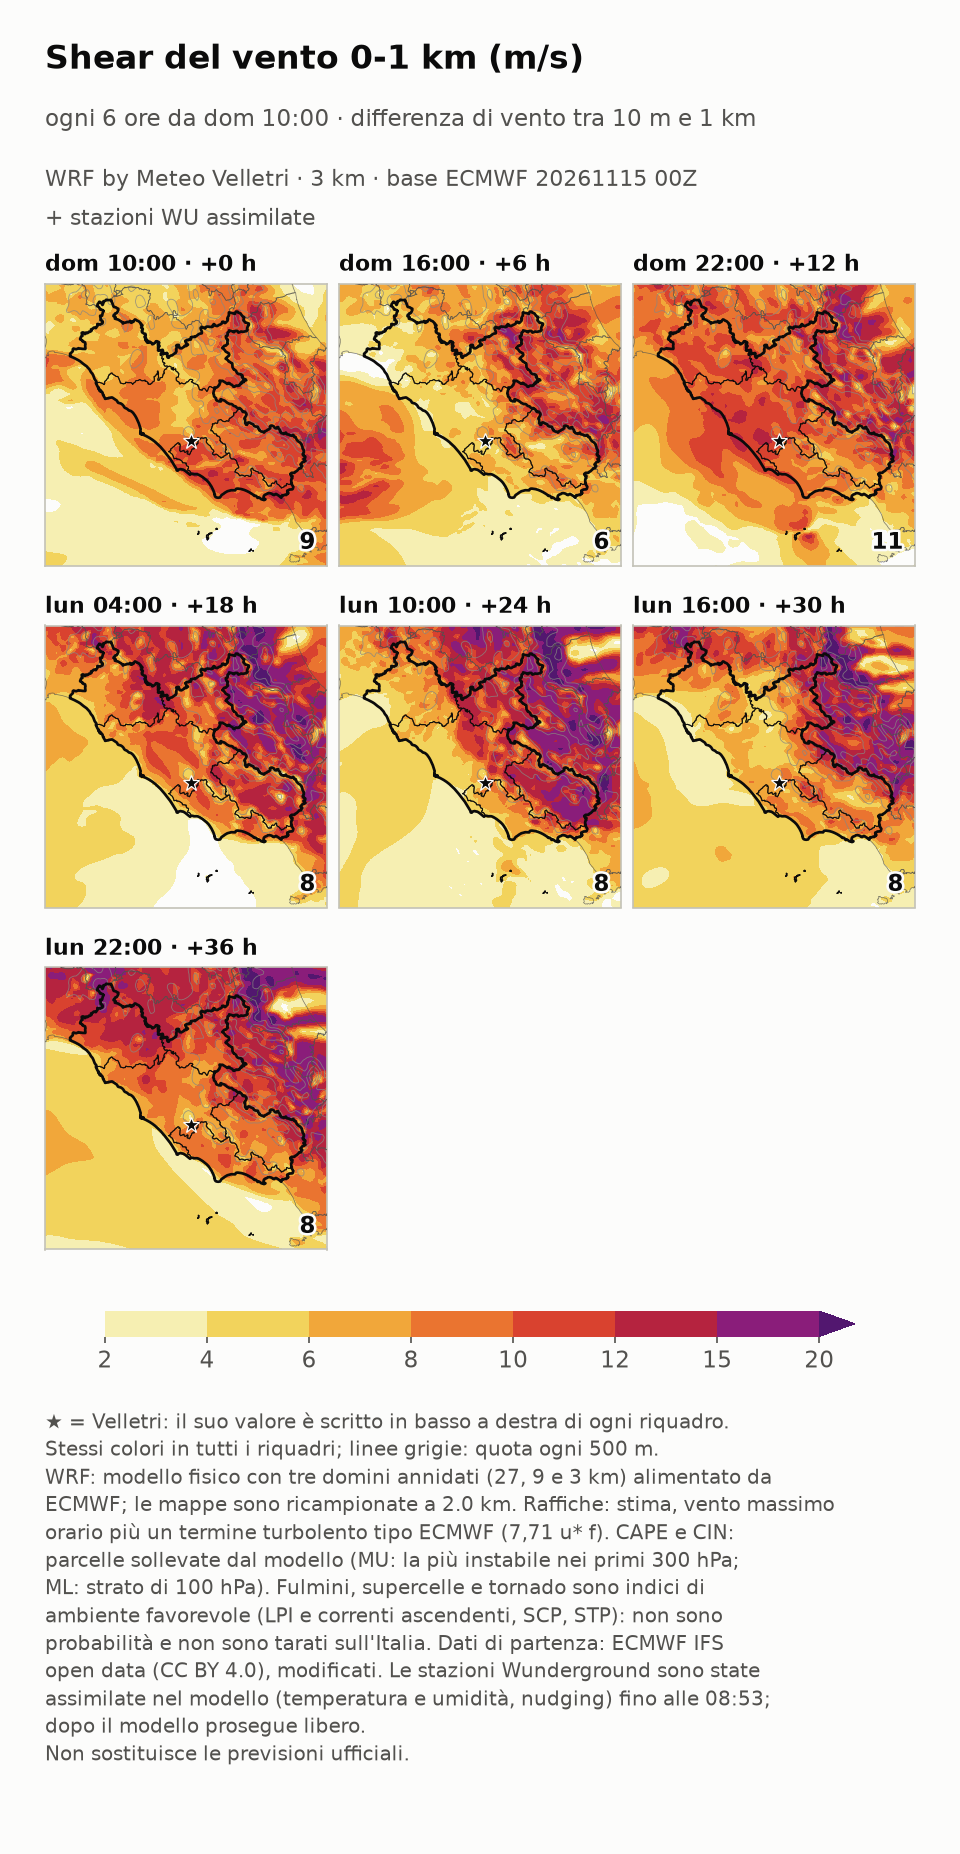 Shear del vento 0-1 km (m/s)
ogni 6 ore da dom 10:00 · differenza di vento tra 10 m e 1 km
WRF by Meteo Velletri · 3 km · base ECMWF 20261115 00Z
+ stazioni WU assimilate
dom 10:00 · +0 h
dom 16:00 · +6 h
dom 22:00 · +12 h
9
6
11
lun 04:00 · +18 h
lun 10:00 · +24 h
lun 16:00 · +30 h
8
8
8
lun 22:00 · +36 h
8
2 4 6 8 10 12 15 20
★ = Velletri: il suo valore è scritto in basso a destra di ogni riquadro.
Stessi colori in tutti i riquadri; linee grigie: quota ogni 500 m.
WRF: modello fisico con tre domini annidati (27, 9 e 3 km) alimentato da
ECMWF; le mappe sono ricampionate a 2.0 km. Raffiche: stima, vento massimo
orario più un termine turbolento tipo ECMWF (7,71 u* f). CAPE e CIN:
parcelle sollevate dal modello (MU: la più instabile nei primi 300 hPa;
ML: strato di 100 hPa). Fulmini, supercelle e tornado sono indici di
ambiente favorevole (LPI e correnti ascendenti, SCP, STP): non sono
probabilità e non sono tarati sull'Italia. Dati di partenza: ECMWF IFS
open data (CC BY 4.0), modificati. Le stazioni Wunderground sono state
assimilate nel modello (temperatura e umidità, nudging) fino alle 08:53;
dopo il modello prosegue libero.
Non sostituisce le previsioni ufficiali.